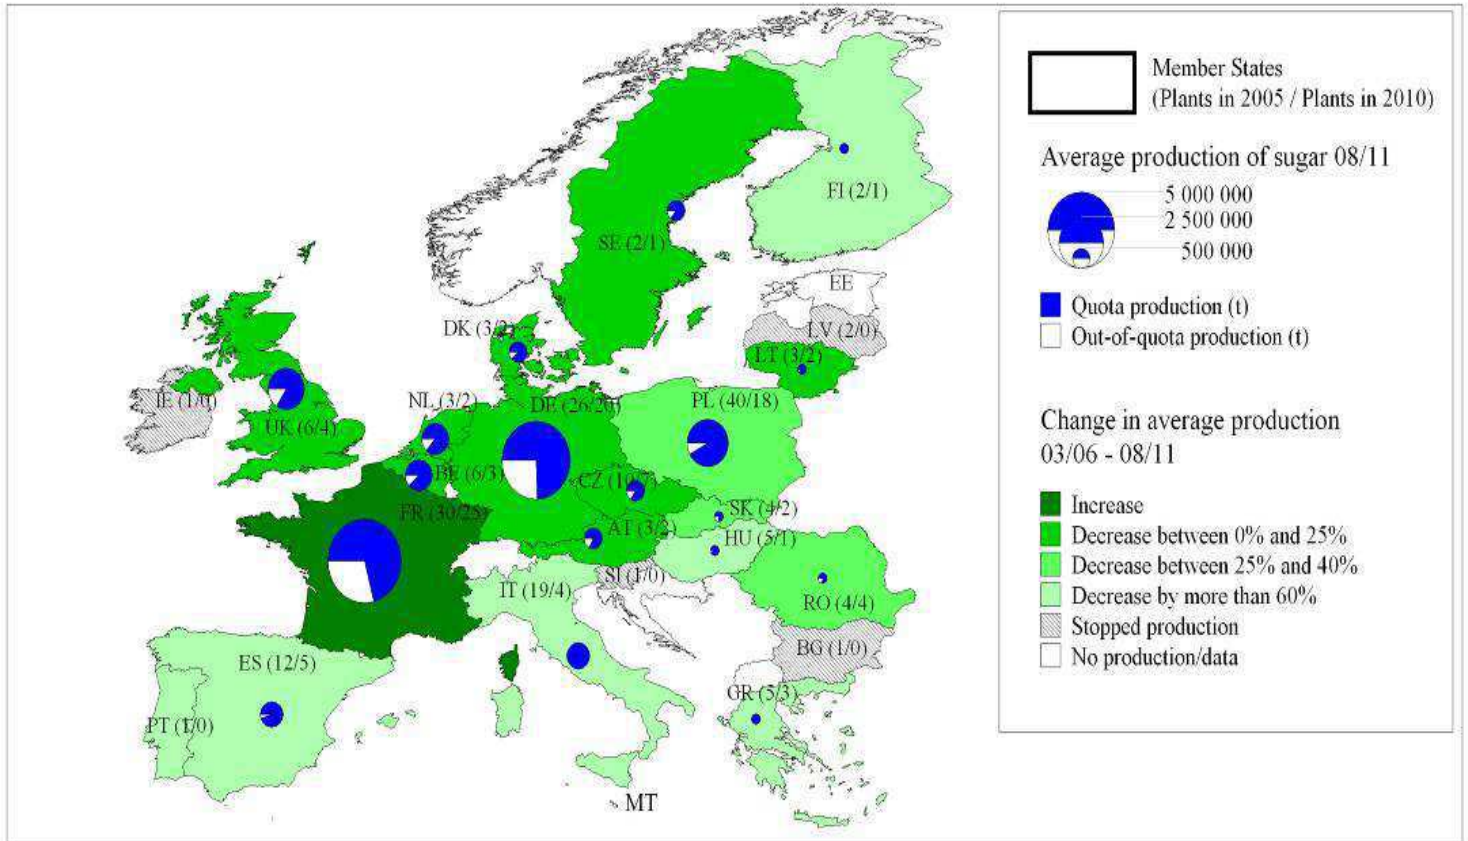 FI (2/1)
SE (2/1)
EE
LV (2/0)
DK (3/2)
LT (3/2)
IE (1/0)
NL (3/2)
DE (26/20)
PL (40/18)
UK (6/4)
BE (6/3)
CZ (10/7)
FR (30/25)
SK (4/2)
AT (3/2)
HU (5/1)
SI (1/0)
IT (19/4)
RO (4/4)
BG (1/0)
ES (12/5)
GR (5/3)
PT (1/0)
MT
Member States
(Plants in 2005 / Plants in 2010)
Average production of sugar 08/11
5 000 000
2 500 000
500 000
Quota production (t)
Out-of-quota production (t)
Change in average production
03/06 - 08/11
Increase
Decrease between 0% and 25%
Decrease between 25% and 40%
Decrease by more than 60%
Stopped production
No production/data